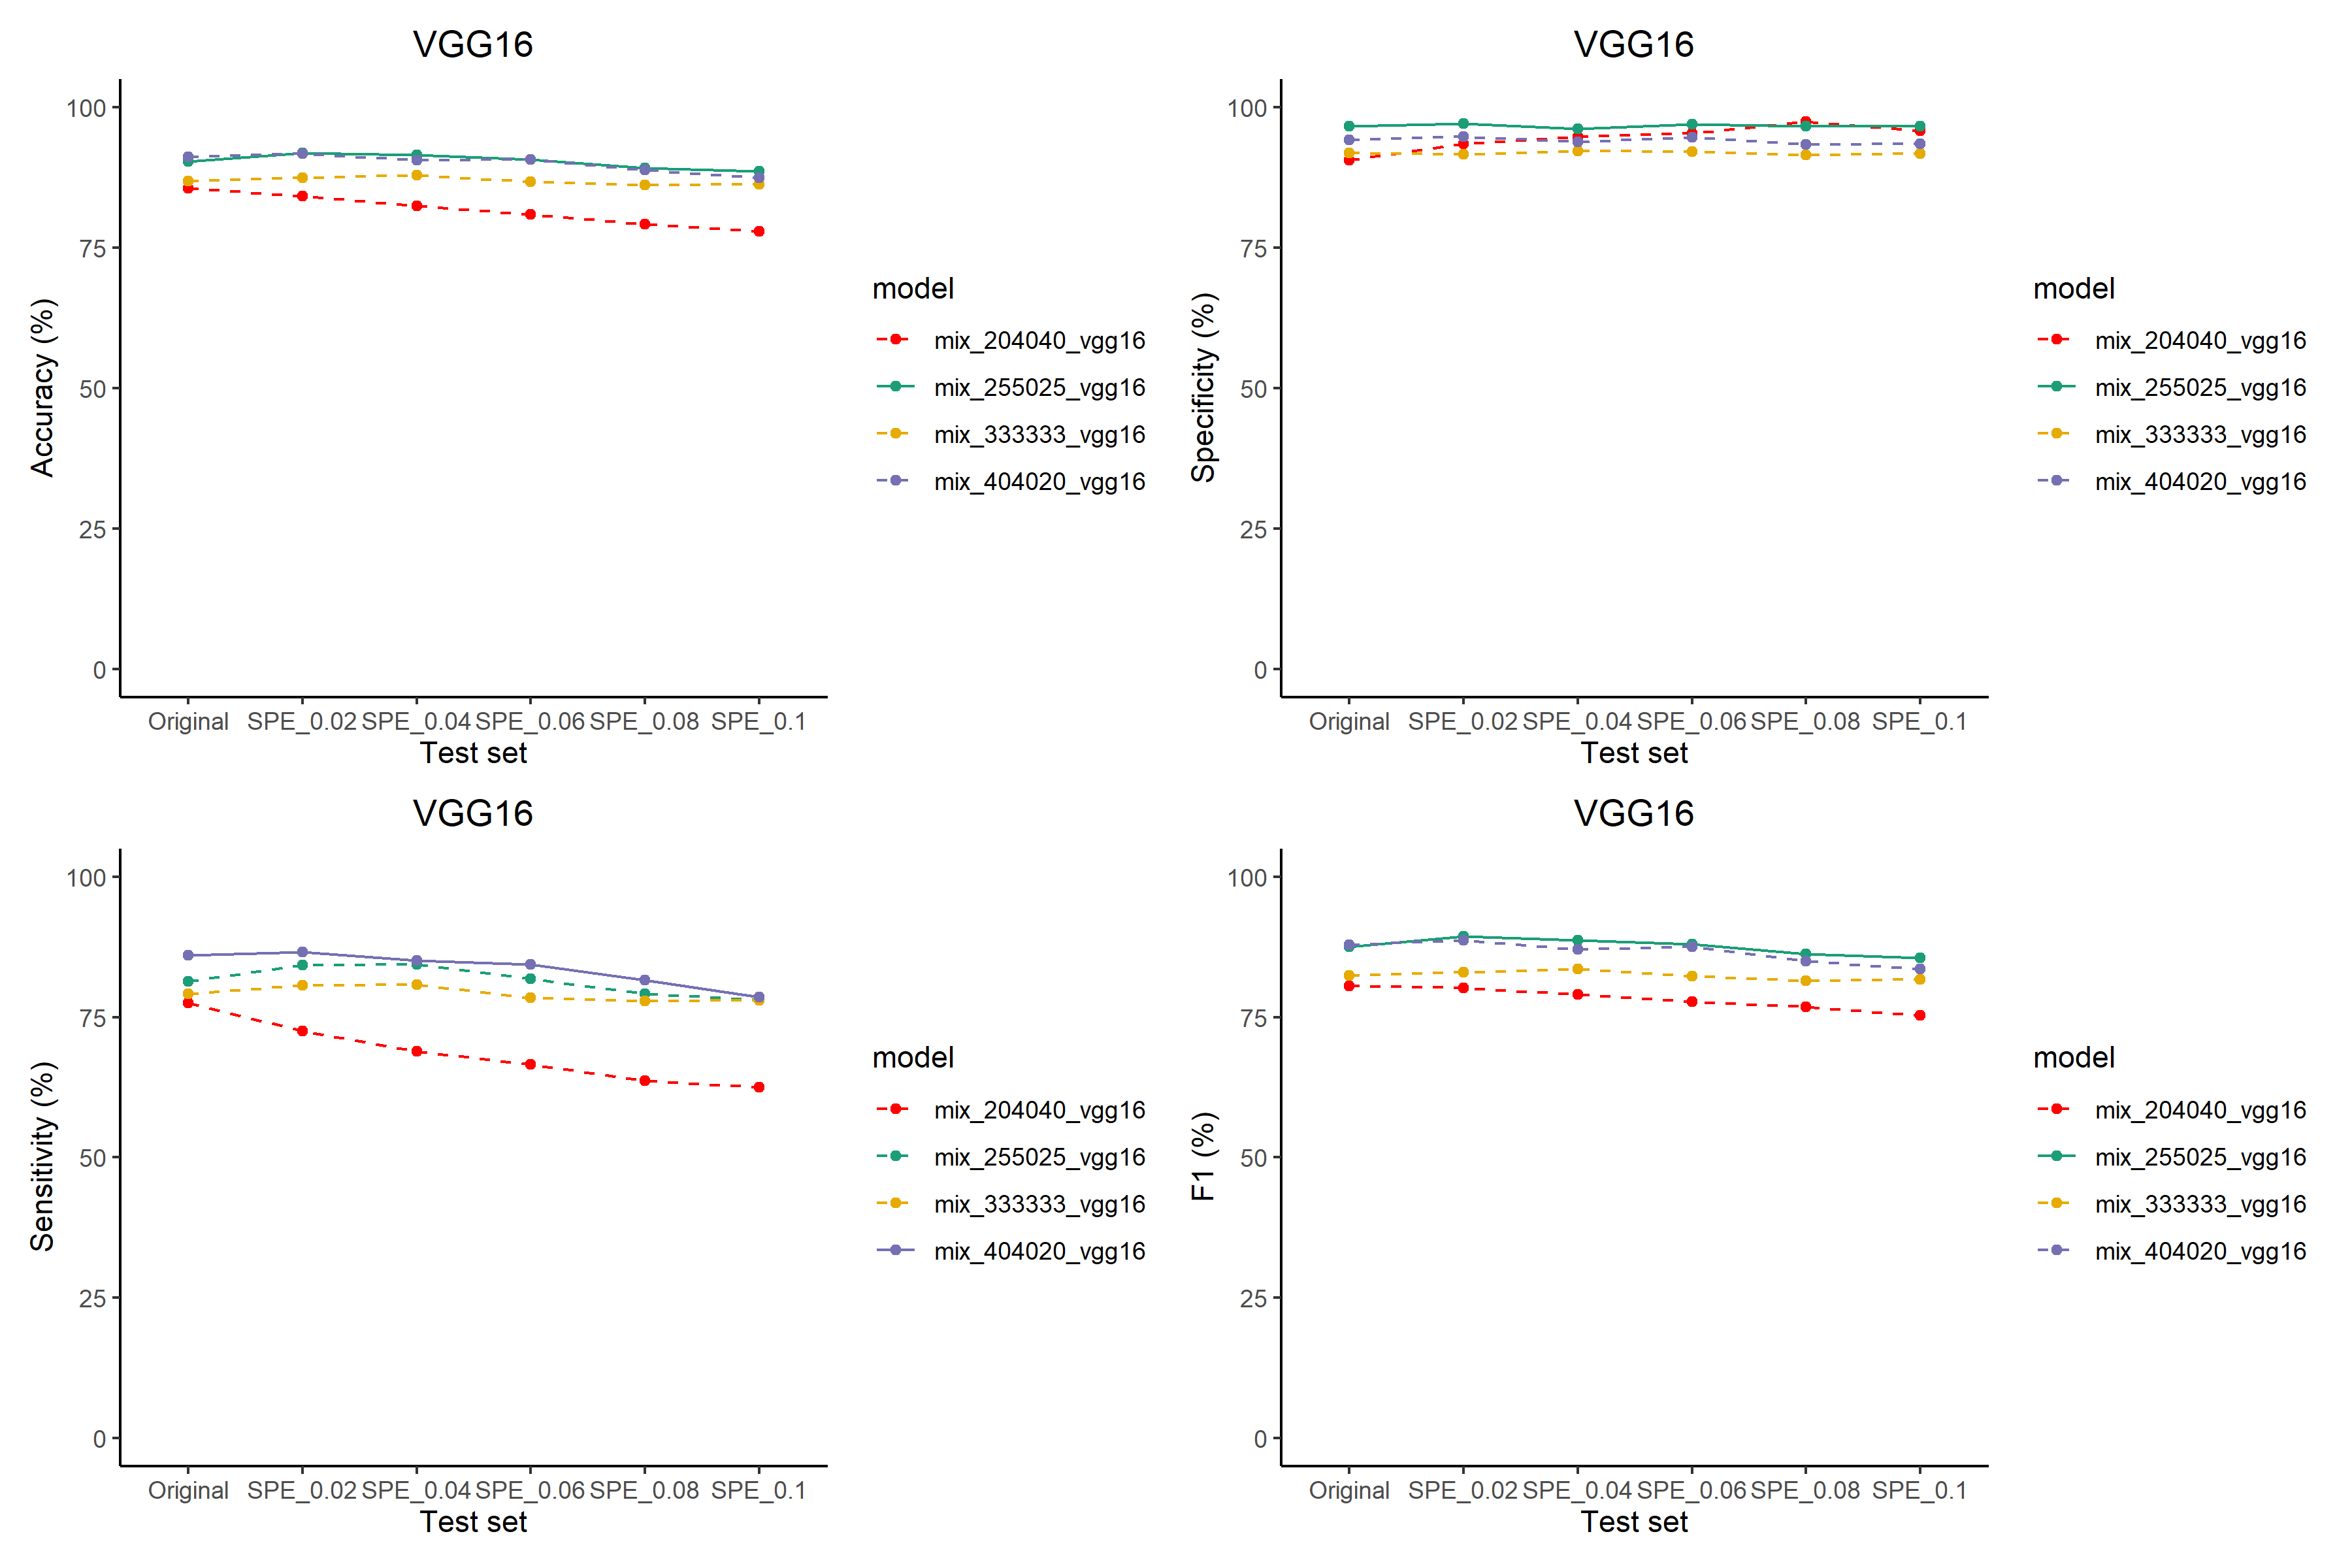 VGG16
Accuracy (%)
100
75
50
25
0
Original SPE_0.02 SPE_0.04 SPE_0.06 SPE_0.08 SPE_0.1
Test set
model
mix_204040_vgg16
mix_255025_vgg16
mix_333333_vgg16
mix_404020_vgg16
VGG16
Specificity (%)
100
75
50
25
0
Original SPE_0.02 SPE_0.04 SPE_0.06 SPE_0.08 SPE_0.1
Test set
model
mix_204040_vgg16
mix_255025_vgg16
mix_333333_vgg16
mix_404020_vgg16
VGG16
Sensitivity (%)
100
75
50
25
0
Original SPE_0.02 SPE_0.04 SPE_0.06 SPE_0.08 SPE_0.1
Test set
model
mix_204040_vgg16
mix_255025_vgg16
mix_333333_vgg16
mix_404020_vgg16
VGG16
F1 (%)
100
75
50
25
0
Original SPE_0.02 SPE_0.04 SPE_0.06 SPE_0.08 SPE_0.1
Test set
model
mix_204040_vgg16
mix_255025_vgg16
mix_333333_vgg16
mix_404020_vgg16